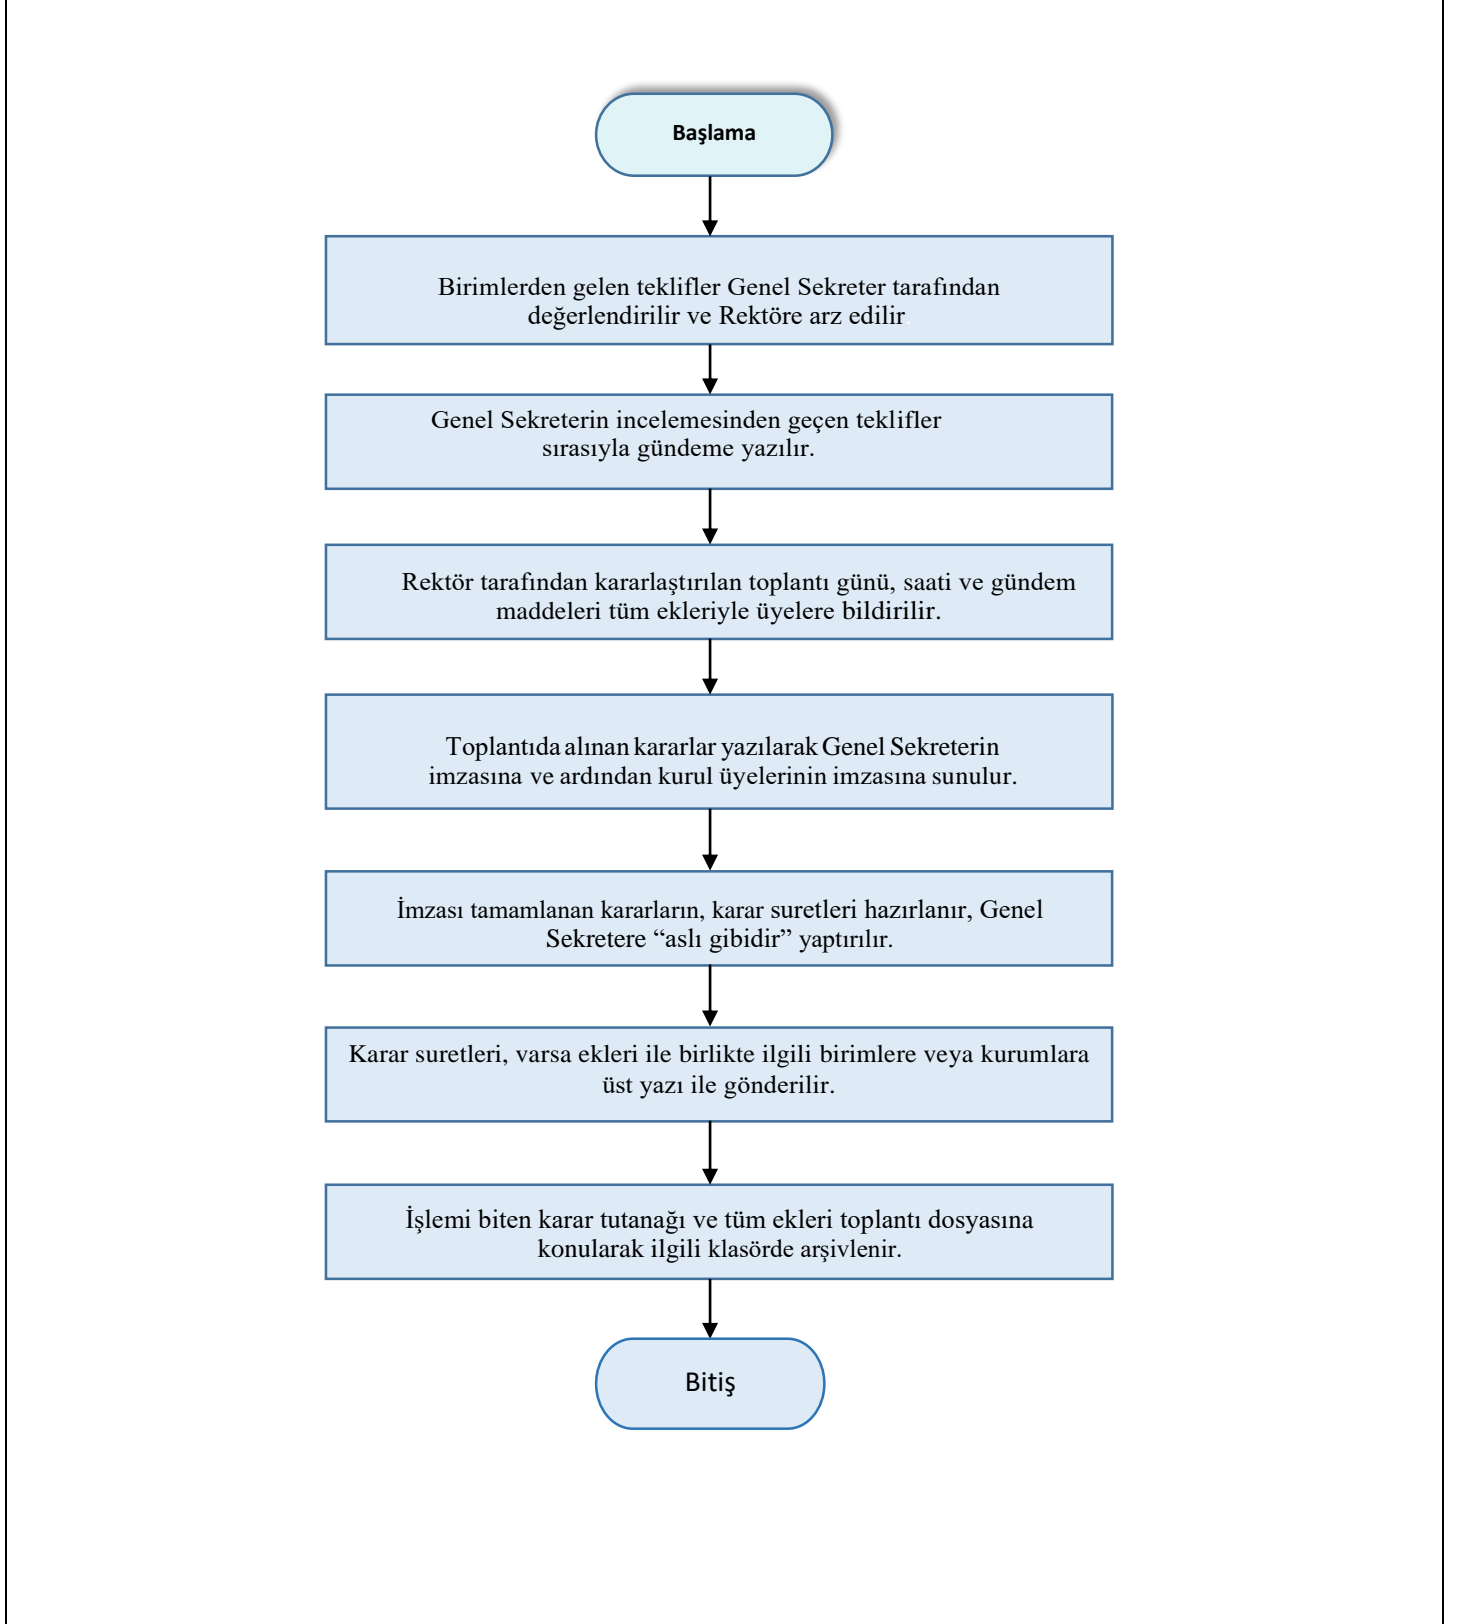 Başlama
Birimlerden gelen teklifler Genel Sekreter tarafından
değerlendirilir ve Rektöre arz edilir
Genel Sekreterin incelemesinden geçen teklifler
sırasıyla gündeme yazılır.
Rektör tarafından kararlaştırılan toplantı günü, saati ve gündem
maddeleri tüm ekleriyle üyelere bildirilir.
Toplantıda alınan kararlar yazılarak Genel Sekreterin
imzasına ve ardından kurul üyelerinin imzasına sunulur.
İmzası tamamlanan kararların, karar suretleri hazırlanır, Genel
Sekretere “aslı gibidir” yaptırılır.
Karar suretleri, varsa ekleri ile birlikte ilgili birimlere veya kurumlara
üst yazı ile gönderilir.
İşlemi biten karar tutanağı ve tüm ekleri toplantı dosyasına
konularak ilgili klasörde arşivlenir.
Bitiş